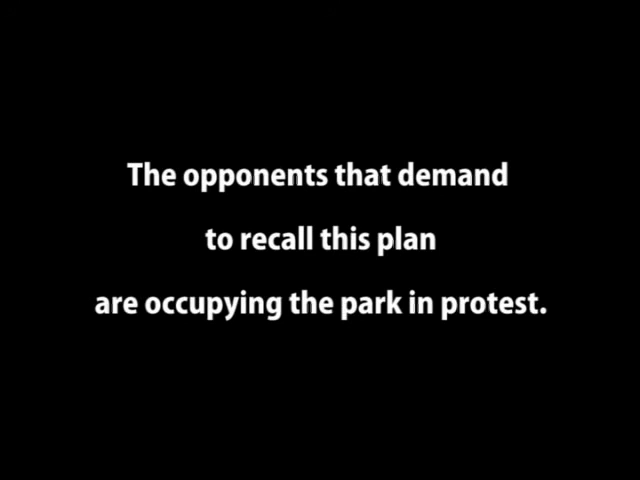 The opponents that demand
to recall this plan
are occupying the park in protest.